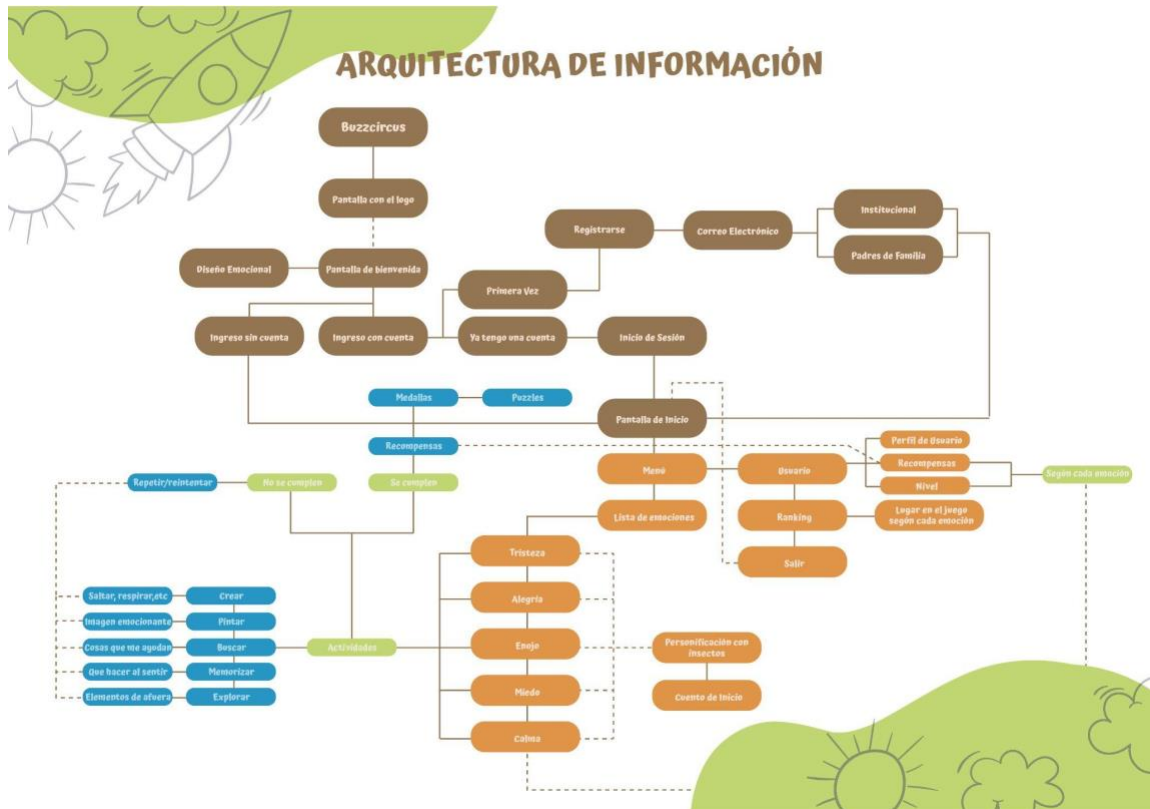 ARQUITECTURA DE INFORMACIÓN
Buzzcircus
Pantalla con el logo
Diseño Emocional
Pantalla de bienvenida
Ingreso sin cuenta
Ingreso con cuenta
Primera Vez
Ya tengo una cuenta
Registrarse
Correo Electrónico
Institucional
Padres de Familia
Inicio de Sesión
Pantalla de Inicio
Medallas
Puzzles
Recompensas
Repetir/reintentar
No se cumplen
Se cumplen
Menú
Usuario
Perfil de Usuario
Recompensas
Nivel
Según cada emoción
Lista de emociones
Ranking
Lugar en el juego
según cada emoción
Salir
Tristeza
Alegría
Enojo
Miedo
Calma
Personificación con
insectos
Cuento de Inicio
Actividades
Saltar, respirar,etc
Crear
Imagen emocionante
Pintar
Cosas que me ayudan
Buscar
Que hacer al sentir
Memorizar
Elementos de afuera
Explorar